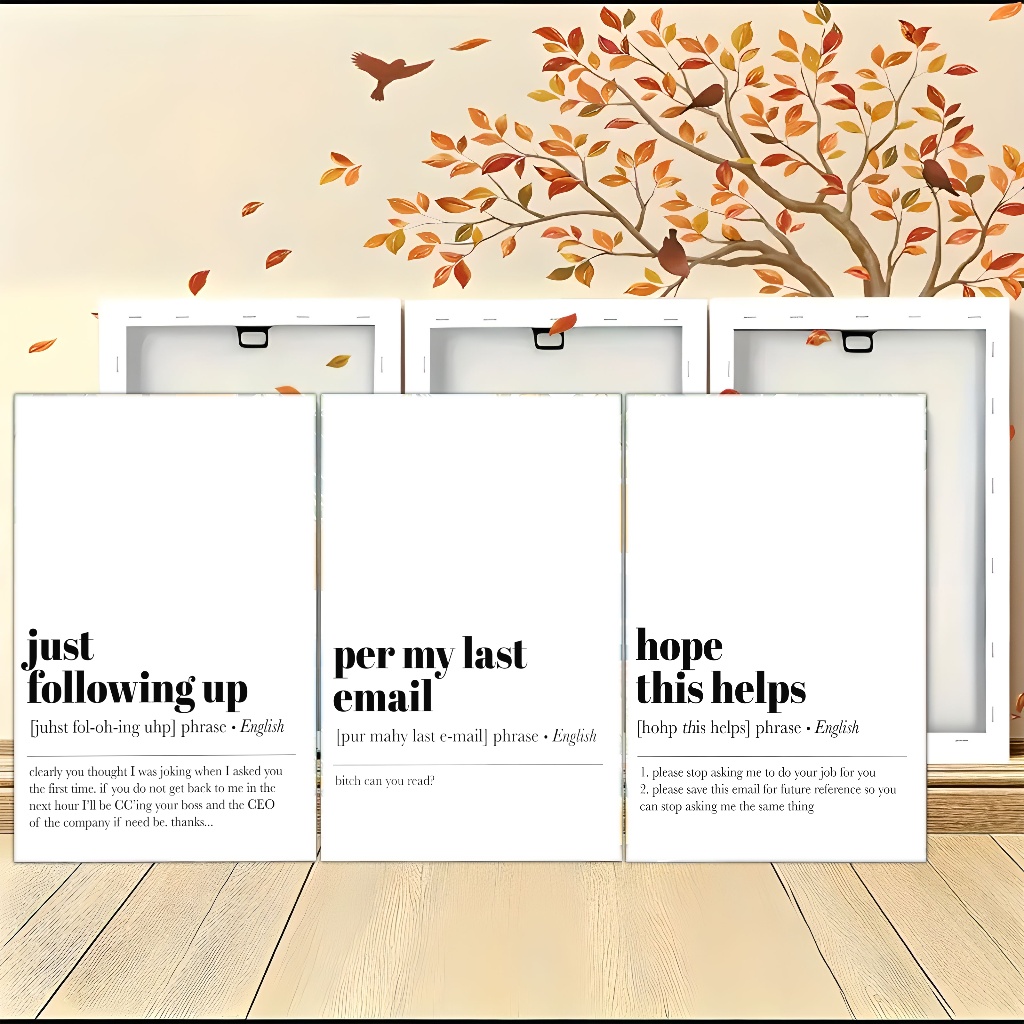 just
following up
[juhst fol-oh-ing uhp] phrase • English
clearly you thought I was joking when I asked you
the first time. if you do not get back to me in the
next hour I'll be CC'ing your boss and the CEO
of the company if need be. thanks...
per my last
email
[pur mahy last e-mail] phrase • English
bitch can you read?
hope
this helps
[hohp this helps] phrase • English
1. please stop asking me to do your job for you
2. please save this email for future reference so you
can stop asking me the same thing